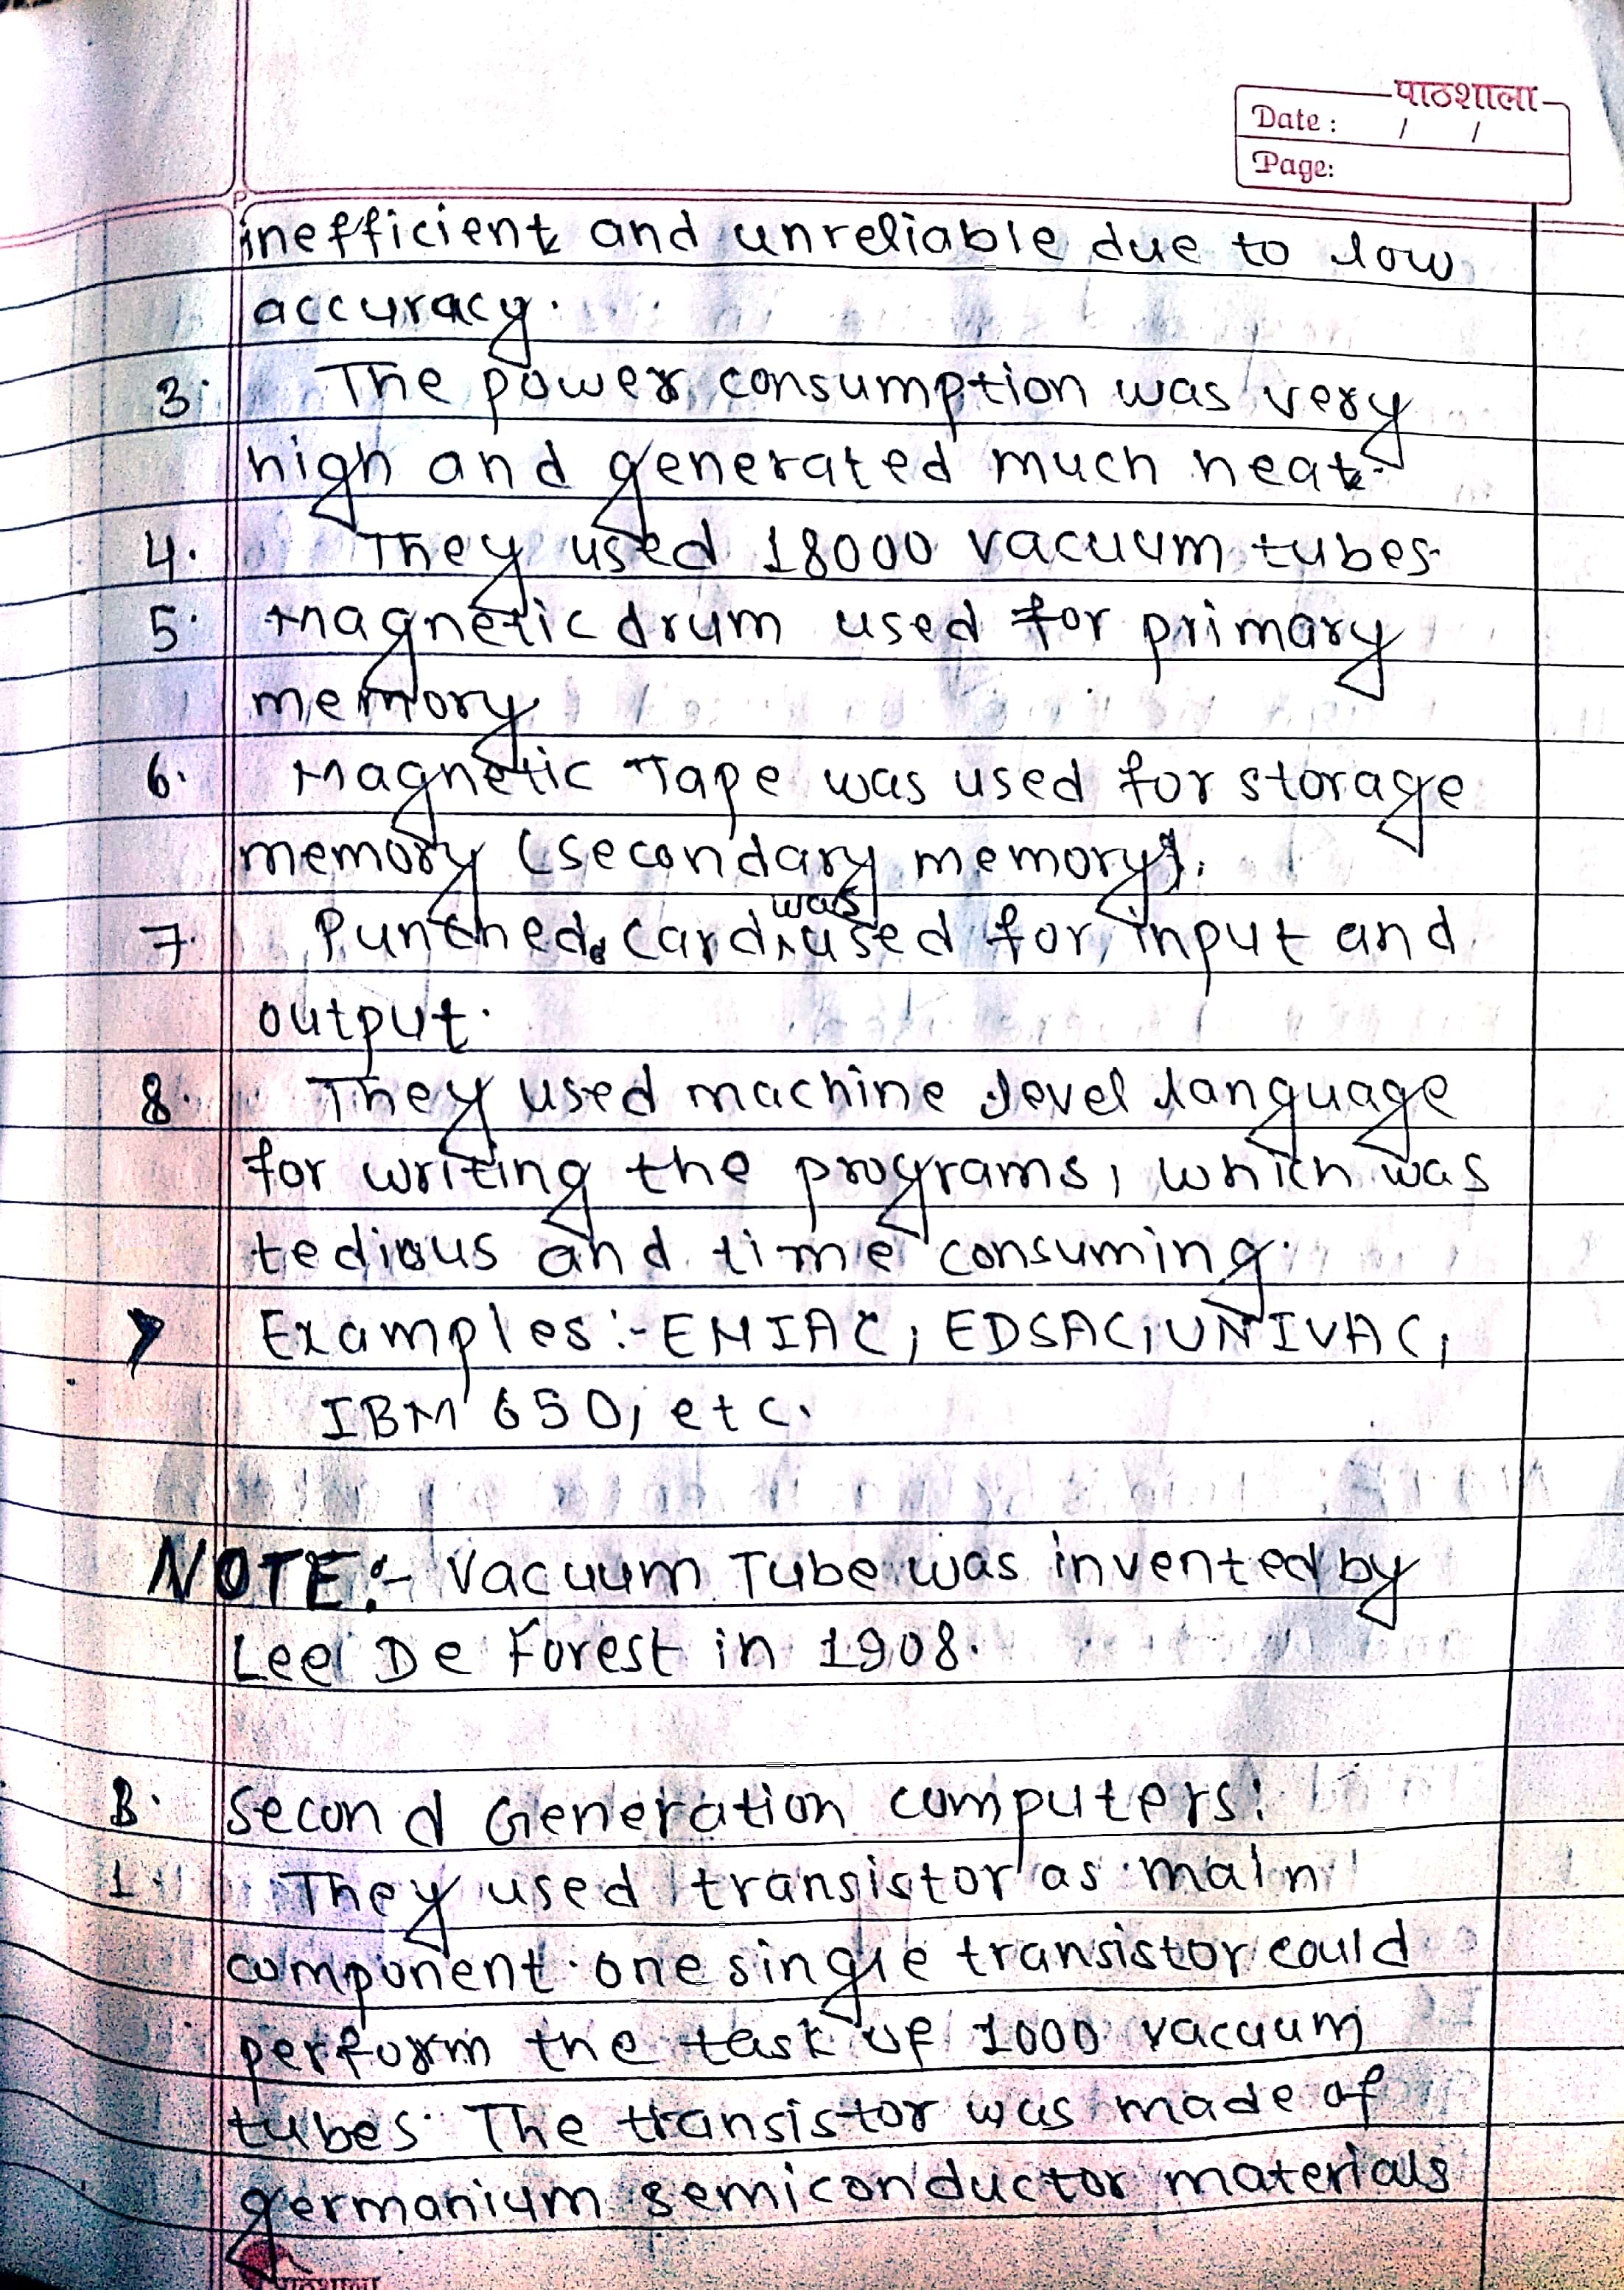 पाठशाला
Date : / /
Page:
inefficient and unreliable due to low
accuracy.
3. The power consumption was very
high and generated much heat.
4. They used 18000 vacuum tubes.
5. Magnetic drum used for primary
memory
6. Magnetic Tape was used for storage
memory (secondary memory).
7. Punched card was used for input and
output.
8. They used machine level language
for writing the programs, which was
tedious and time consuming.
Examples:- ENIAC, EDSAC, UNIVAC,
IBM 650, etc.
NOTE:- Vacuum Tube was invented by
Lee De Forest in 1908.
B. Second Generation computers:
1. They used transistor as main
component. one single transistor could
perform the task of 1000 vacuum
tubes. The transistor was made of
germanium semiconductor materials
पाठशाला